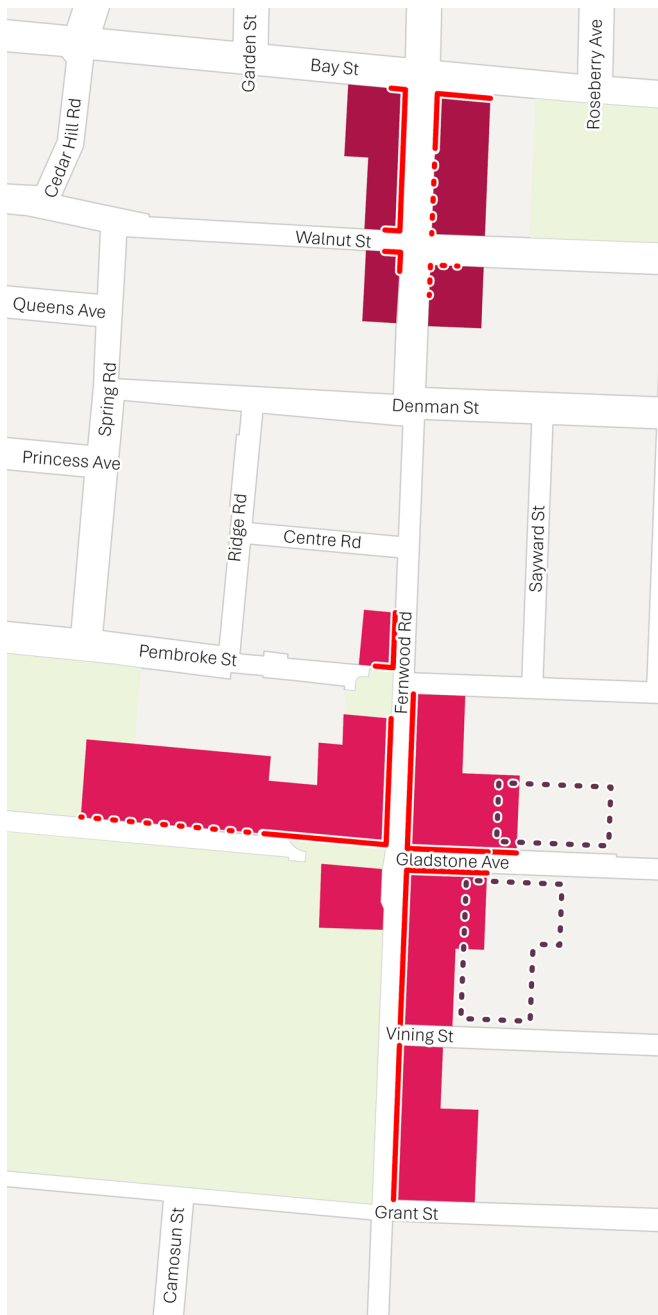 Garden St
Roseberry Ave
Bay St
Cedar Hill Rd
Walnut St
Queens Ave
Spring Rd
Denman St
Princess Ave
Ridge Rd
Centre Rd
Sayward St
Fernwood Rd
Pembroke St
Gladstone Ave
Vining St
Grant St
Camosun St